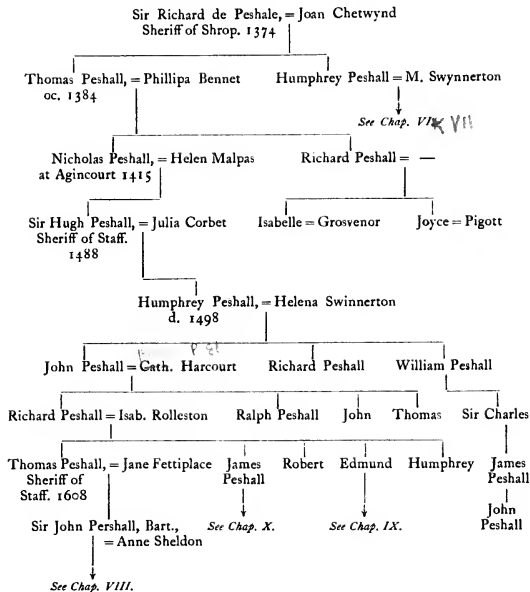 Sir Richard de Peshale, = Joan Chetwynd
Sheriff of Shrop. 1374
Thomas Peshall, = Phillipa Bennet Humphrey Peshall = M. Swynnerton
oc. 1384
See Chap. VI VII
Nicholas Peshall, = Helen Malpas Richard Peshall = —
at Agincourt 1415
Sir Hugh Peshall, = Julia Corbet Isabelle = Grosvenor Joyce = Pigott
Sheriff of Staff.
1488
Humphrey Peshall, = Helena Swinnerton
d. 1498
John Peshall = Cath. Harcourt Richard Peshall William Peshall
Richard Peshall = Isab. Rolleston Ralph Peshall John Thomas Sir Charles
Thomas Peshall, = Jane Fettiplace James Robert Edmund Humphrey James
Sheriff of Peshall Peshall
Staff. 1608
John
Sir John Pershall, Bart., See Chap. X. See Chap. IX. Peshall
= Anne Sheldon
See Chap. VIII.